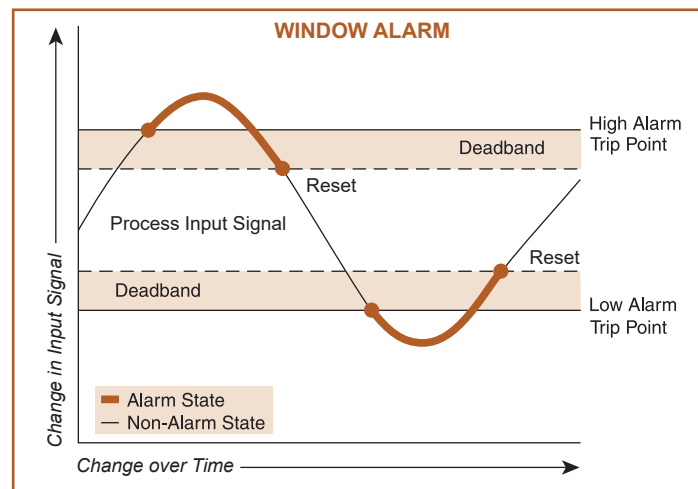 WINDOW ALARM
High Alarm
Trip Point
Deadband
Reset
Process Input Signal
Reset
Deadband
Low Alarm
Trip Point
Alarm State
Non-Alarm State
Change in Input Signal
Change over Time